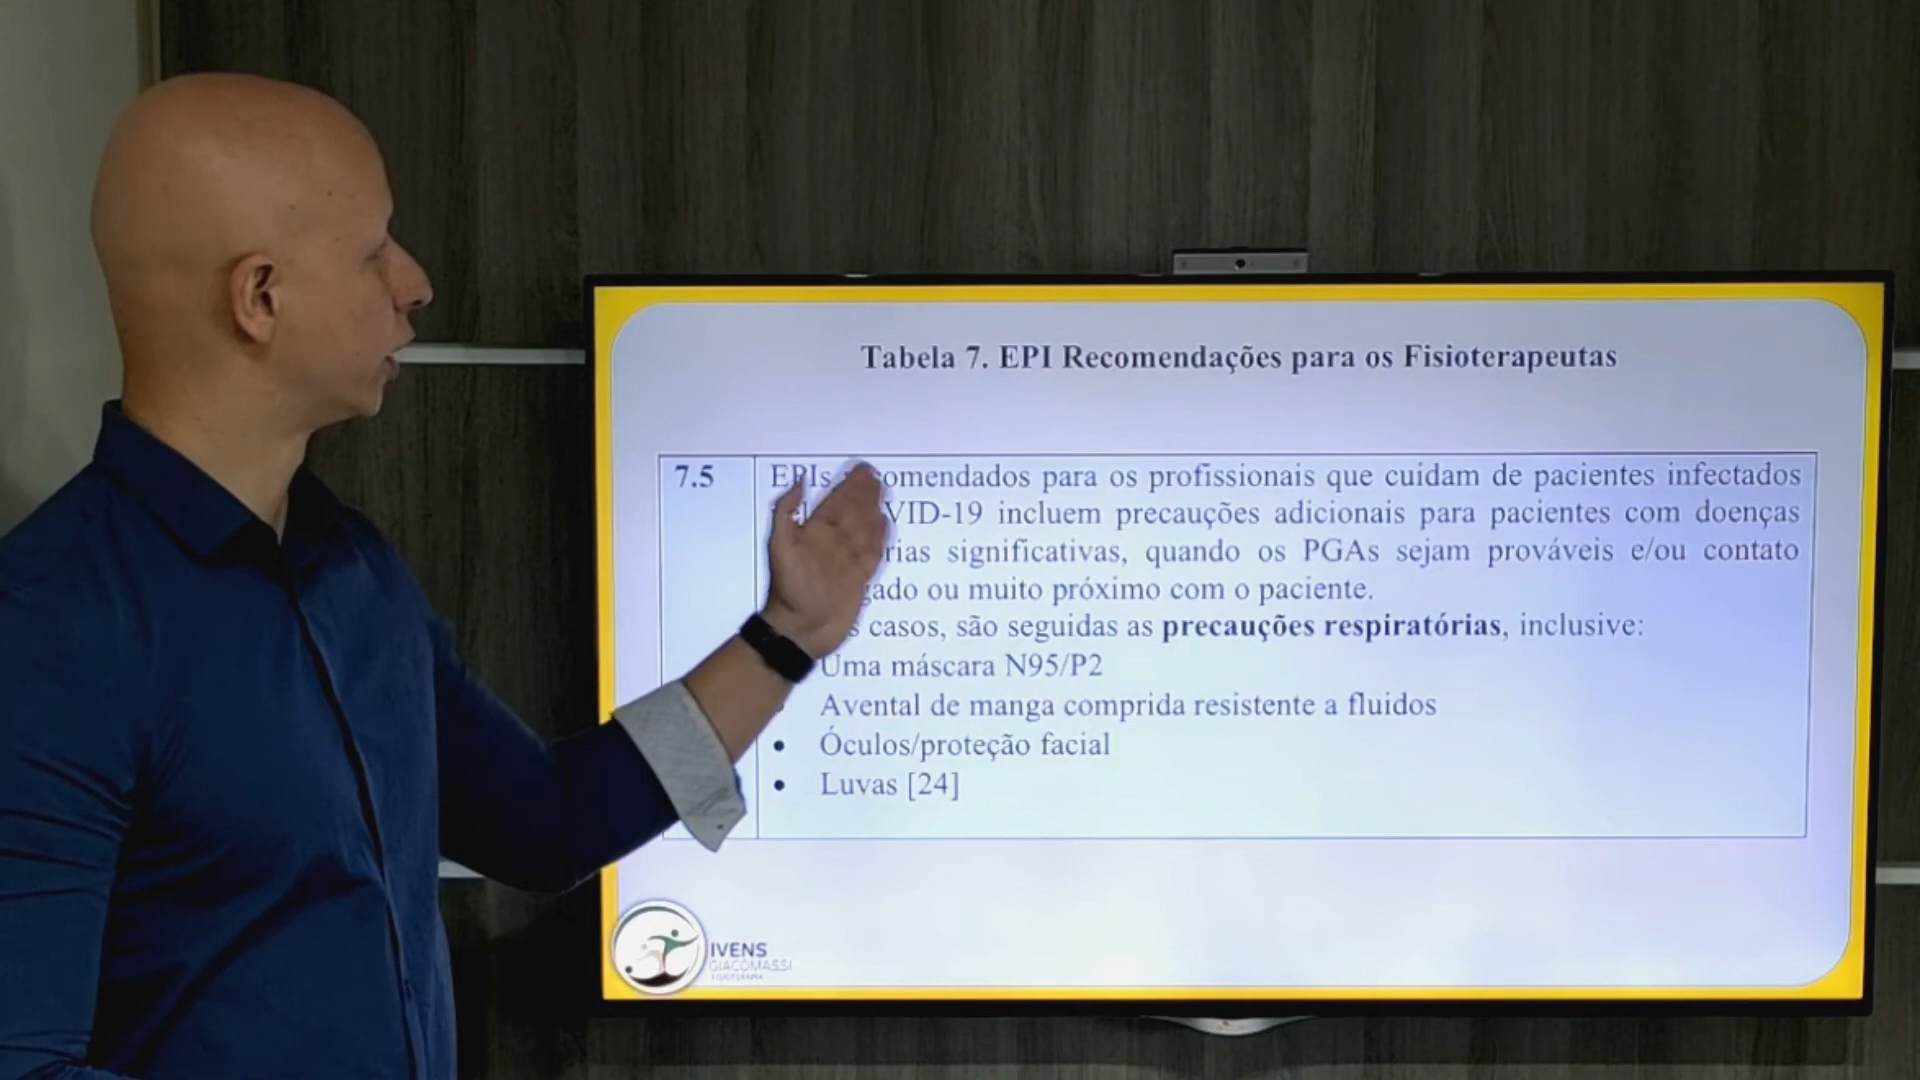 Tabela 7. EPI Recomendações para os Fisioterapeutas
7.5 EPIs recomendados para os profissionais que cuidam de pacientes infectados
VID-19 incluem precauções adicionais para pacientes com doenças
rias significativas, quando os PGAs sejam prováveis e/ou contato
gado ou muito próximo com o paciente.
s casos, são seguidas as precauções respiratórias, inclusive:
Uma máscara N95/P2
Avental de manga comprida resistente a fluidos
• Óculos/proteção facial
• Luvas [24]
IVENS
GIACOMASSI
FISIOTERAPIA